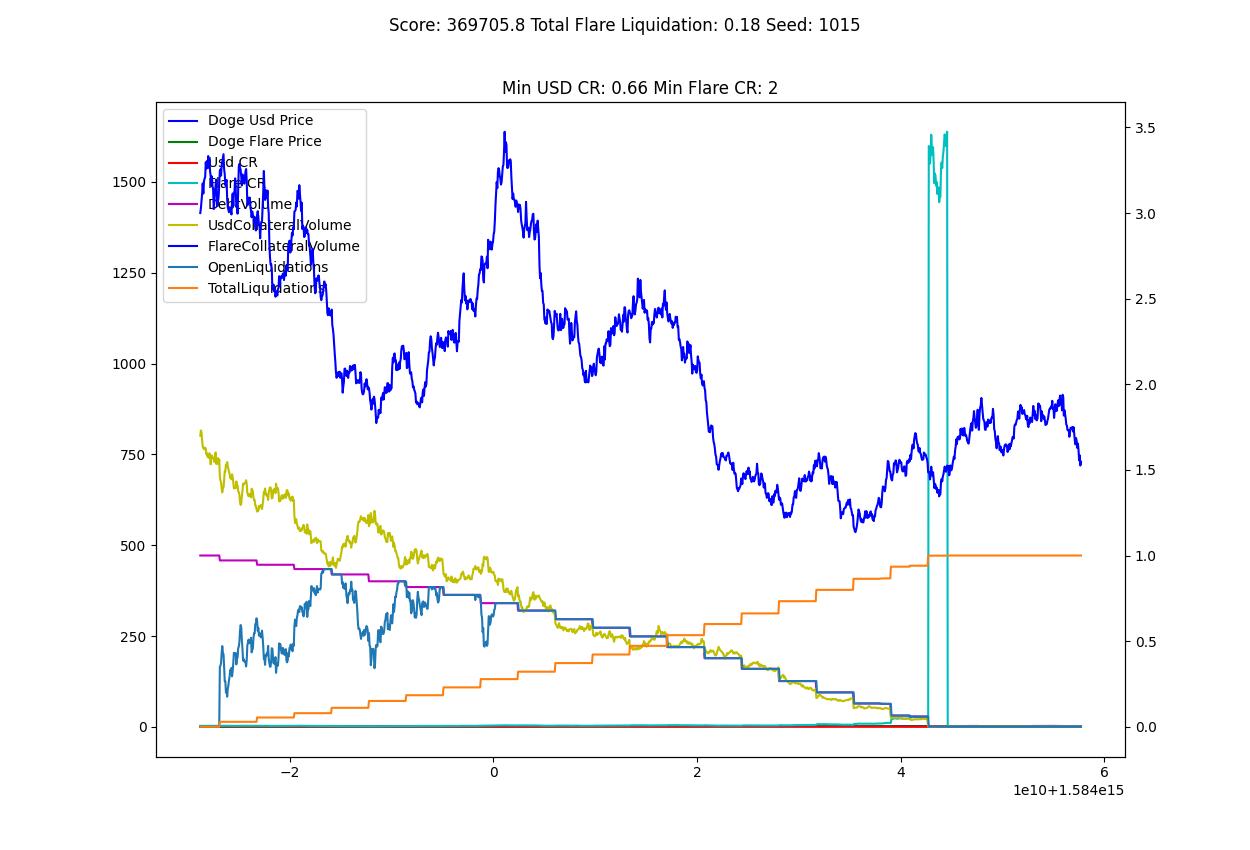 Score: 369705.8 Total Flare Liquidation: 0.18 Seed: 1015
Min USD CR: 0.66 Min Flare CR: 2
Doge Usd Price
Doge Flare Price
Usd CR
Flare CR
DebtVolume
UsdCollateralVolume
FlareCollateralVolume
OpenLiquidations
TotalLiquidations
1500
1250
1000
750
500
250
0
3.5
3.0
2.5
2.0
1.5
1.0
0.5
0.0
−2 0 2 4 6
1e10+1.584e15